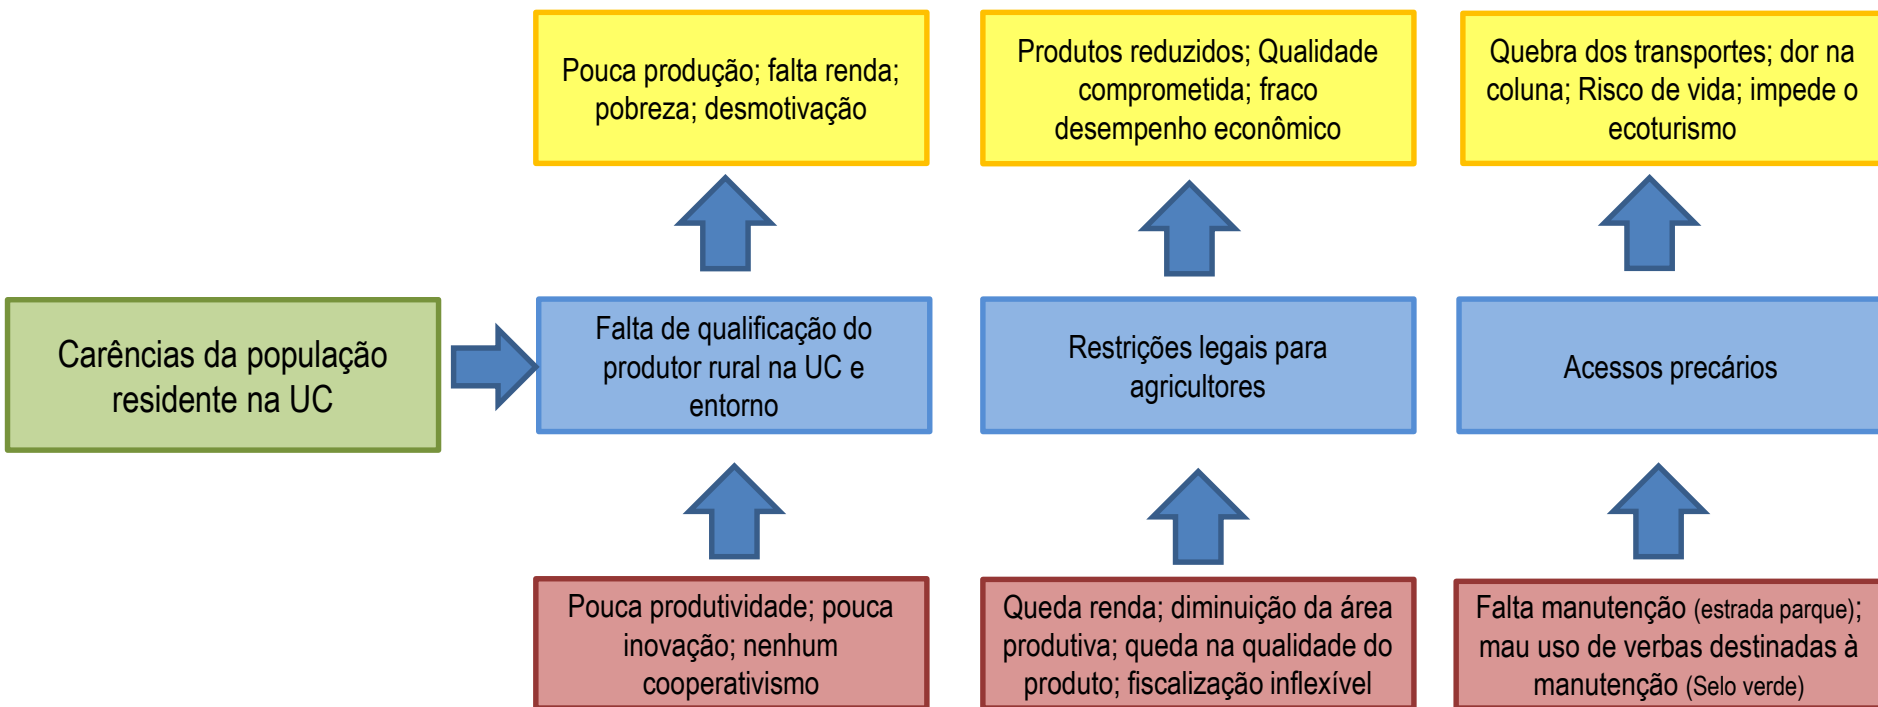 Pouca produção; falta renda;
pobreza; desmotivação
Produtos reduzidos; Qualidade
comprometida; fraco
desempenho econômico
Quebra dos transportes; dor na
coluna; Risco de vida; impede o
ecoturismo
Carências da população
residente na UC
Falta de qualificação do
produtor rural na UC e
entorno
Restrições legais para
agricultores
Acessos precários
Pouca produtividade; pouca
inovação; nenhum
cooperativismo
Queda renda; diminuição da área
produtiva; queda na qualidade do
produto; fiscalização inflexível
Falta manutenção (estrada parque);
mau uso de verbas destinadas à
manutenção (Selo verde)